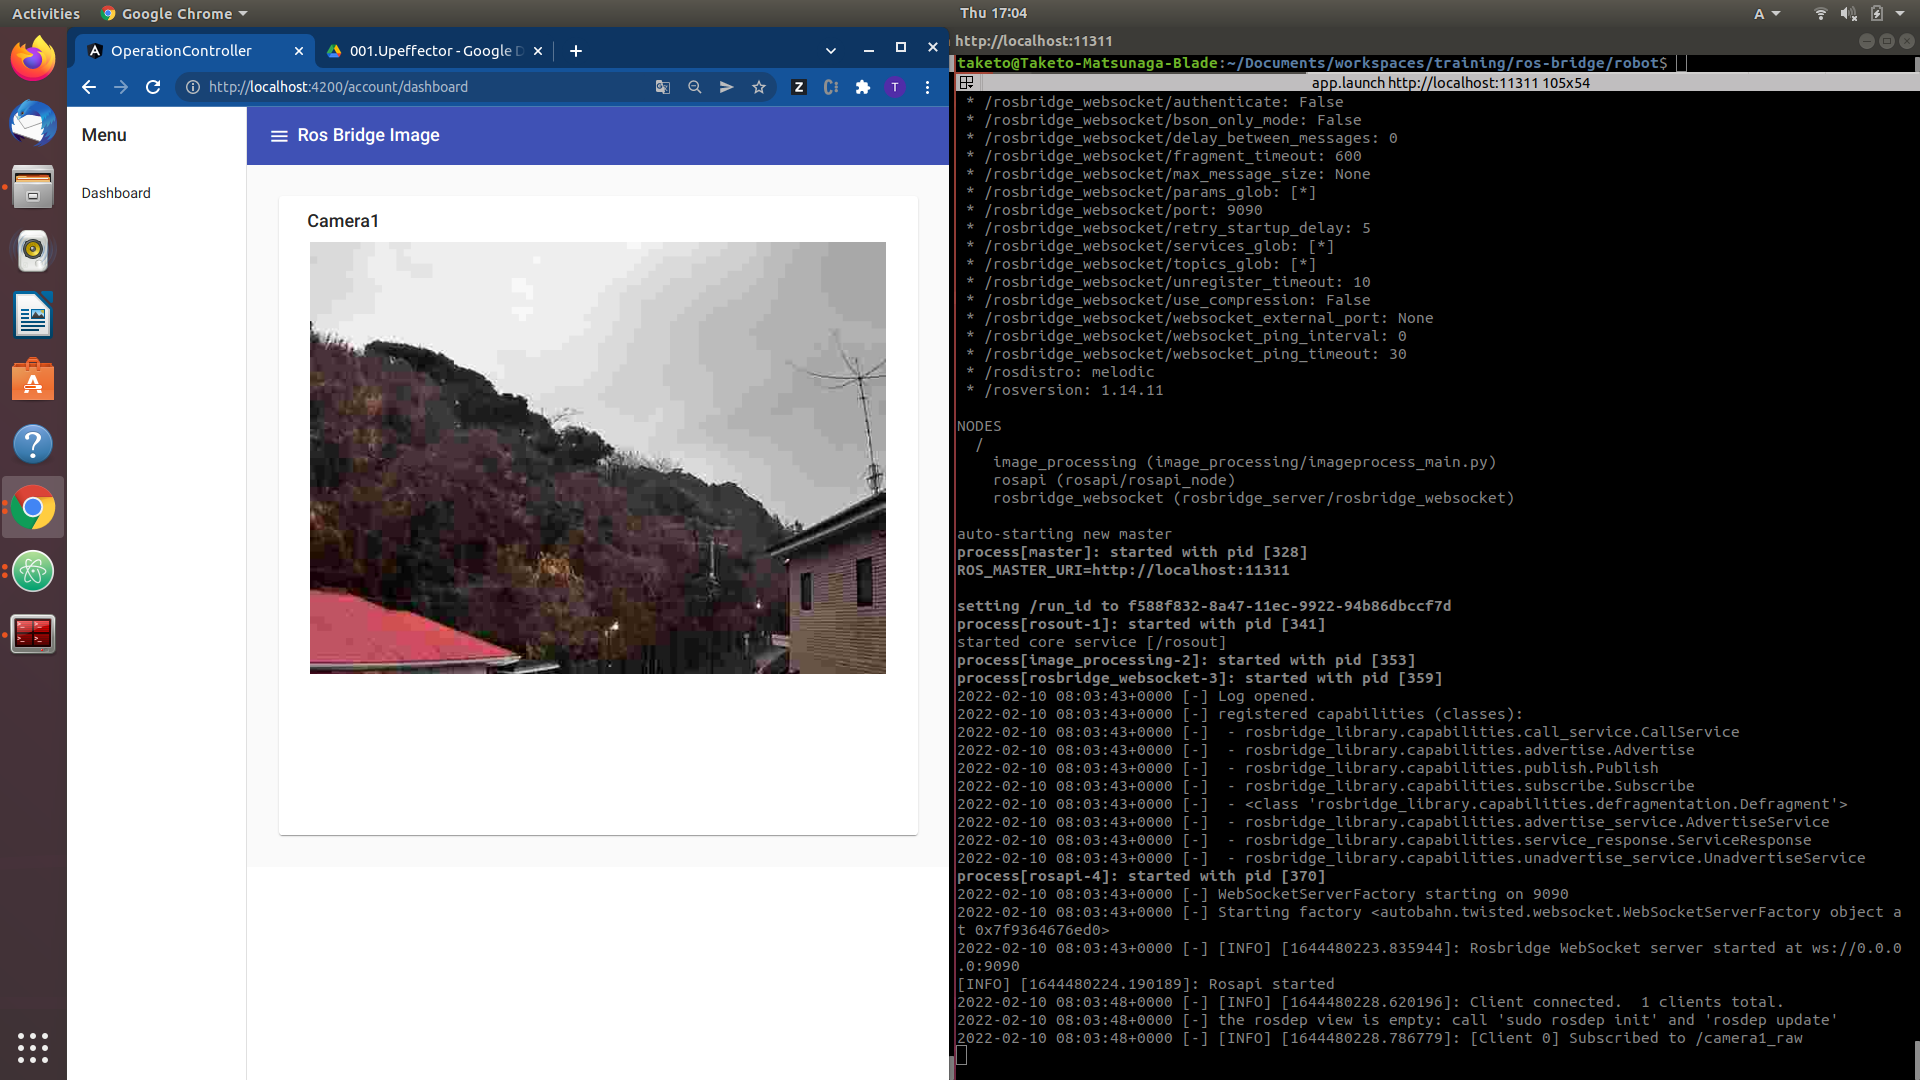 Activities
Google Chrome
Thu 17:04
A
OperationController
001.Upeffector - Google D
http://localhost:4200/account/dashboard
Z
T
Menu
Ros Bridge Image
Dashboard
Camera1
http://localhost:11311
taketo@Taketo-Matsunaga-Blade:~/Documents/workspaces/training/ros-bridge/robot$
app.launch http://localhost:11311 105x54
* /rosbridge_websocket/authenticate: False
* /rosbridge_websocket/bson_only_mode: False
* /rosbridge_websocket/delay_between_messages: 0
* /rosbridge_websocket/fragment_timeout: 600
* /rosbridge_websocket/max_message_size: None
* /rosbridge_websocket/params_glob: [*]
* /rosbridge_websocket/port: 9090
* /rosbridge_websocket/retry_startup_delay: 5
* /rosbridge_websocket/services_glob: [*]
* /rosbridge_websocket/topics_glob: [*]
* /rosbridge_websocket/unregister_timeout: 10
* /rosbridge_websocket/use_compression: False
* /rosbridge_websocket/websocket_external_port: None
* /rosbridge_websocket/websocket_ping_interval: 0
* /rosbridge_websocket/websocket_ping_timeout: 30
* /rosdistro: melodic
* /rosversion: 1.14.11
NODES
/
image_processing (image_processing/imageprocess_main.py)
rosapi (rosapi/rosapi_node)
rosbridge_websocket (rosbridge_server/rosbridge_websocket)
auto-starting new master
process[master]: started with pid [328]
ROS_MASTER_URI=http://localhost:11311
setting /run_id to f588f832-8a47-11ec-9922-94b86dbccf7d
process[rosout-1]: started with pid [341]
started core service [/rosout]
process[image_processing-2]: started with pid [353]
process[rosbridge_websocket-3]: started with pid [359]
2022-02-10 08:03:43+0000 [-] Log opened.
2022-02-10 08:03:43+0000 [-] registered capabilities (classes):
2022-02-10 08:03:43+0000 [-]  - rosbridge_library.capabilities.call_service.CallService
2022-02-10 08:03:43+0000 [-]  - rosbridge_library.capabilities.advertise.Advertise
2022-02-10 08:03:43+0000 [-]  - rosbridge_library.capabilities.publish.Publish
2022-02-10 08:03:43+0000 [-]  - rosbridge_library.capabilities.subscribe.Subscribe
2022-02-10 08:03:43+0000 [-]  - <class 'rosbridge_library.capabilities.defragmentation.Defragment'>
2022-02-10 08:03:43+0000 [-]  - rosbridge_library.capabilities.advertise_service.AdvertiseService
2022-02-10 08:03:43+0000 [-]  - rosbridge_library.capabilities.service_response.ServiceResponse
2022-02-10 08:03:43+0000 [-]  - rosbridge_library.capabilities.unadvertise_service.UnadvertiseService
process[rosapi-4]: started with pid [370]
2022-02-10 08:03:43+0000 [-] WebSocketServerFactory starting on 9090
2022-02-10 08:03:43+0000 [-] Starting factory <autobahn.twisted.websocket.WebSocketServerFactory object a
t 0x7f9364676ed0>
2022-02-10 08:03:43+0000 [-] [INFO] [1644480223.835944]: Rosbridge WebSocket server started at ws://0.0.0
.0:9090
[INFO] [1644480224.190189]: Rosapi started
2022-02-10 08:03:48+0000 [-] [INFO] [1644480228.620196]: Client connected.  1 clients total.
2022-02-10 08:03:48+0000 [-] the rosdep view is empty: call 'sudo rosdep init' and 'rosdep update'
2022-02-10 08:03:48+0000 [-] [INFO] [1644480228.786779]: [Client 0] Subscribed to /camera1_raw